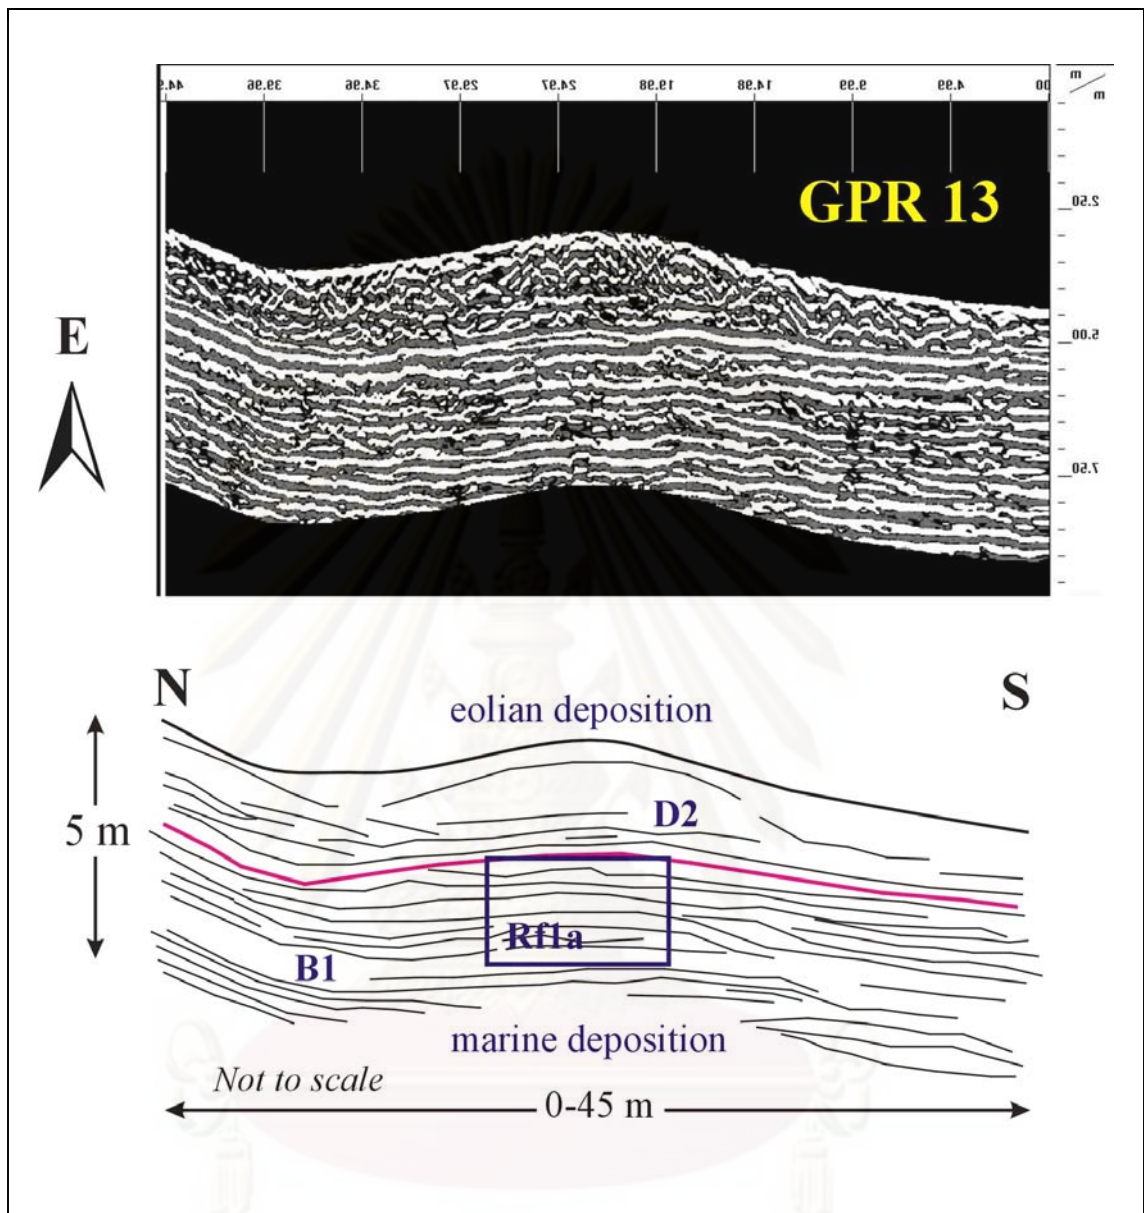 44.9 39.96 34.96 29.97 24.97 19.98 14.98 9.99 4.99 00
m
m
GPR 13
2.50
5.00
7.50
E
N
S
eolian deposition
D2
5 m
Rf1a
B1
marine deposition
Not to scale
0-45 m